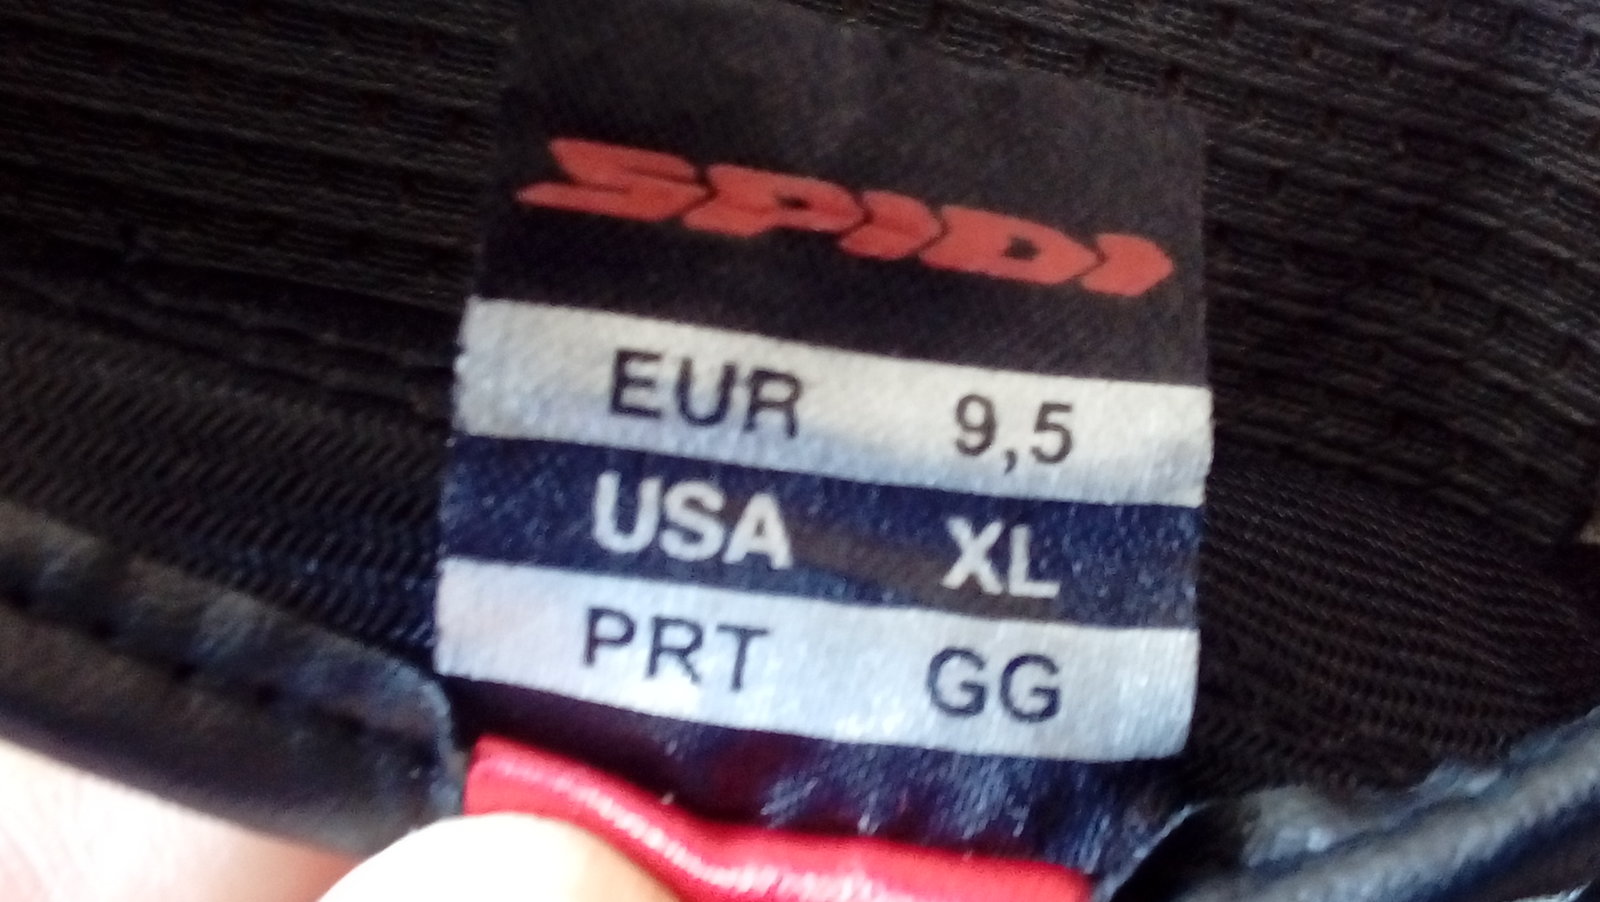 SPIDI
EUR 9,5
USA XL
PRT GG